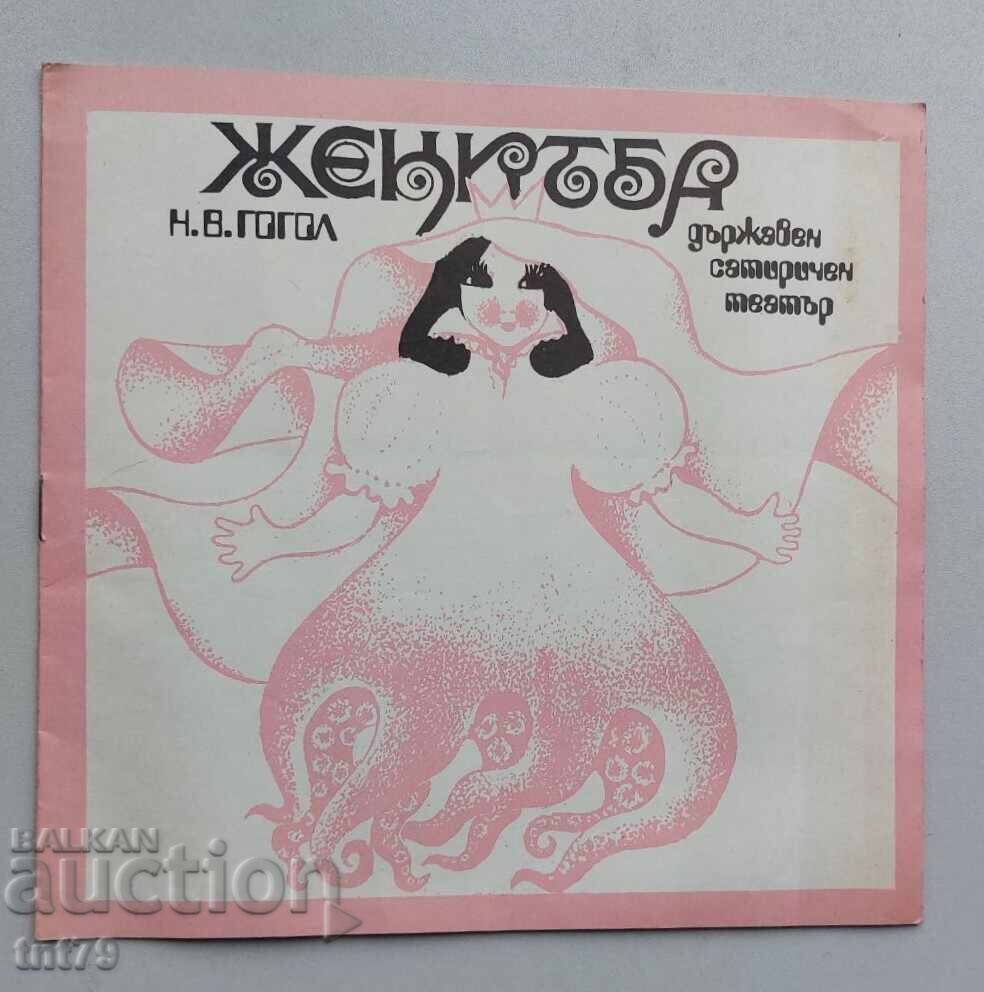 ЖЕНИТБА
Н.В.ГОГОЛ
държавен
сатиричен
театър
BALKAN
auction
tnt79